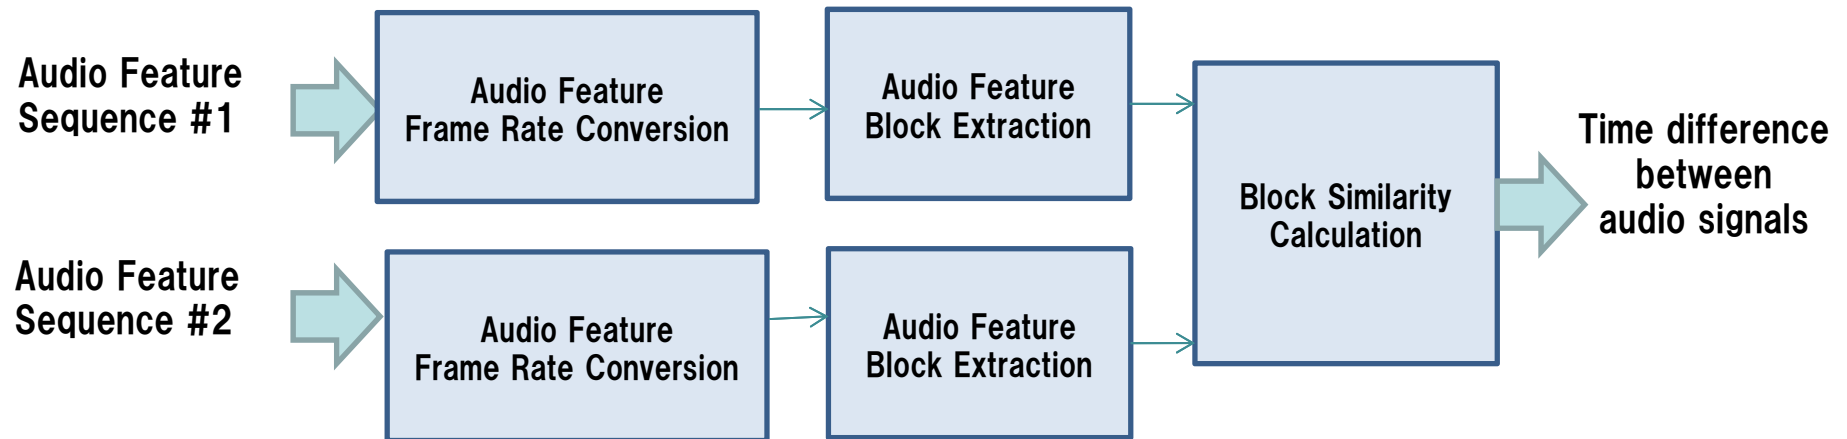 Audio Feature
Sequence #1
Audio Feature
Frame Rate Conversion
Audio Feature
Block Extraction
Block Similarity
Calculation
Time difference
between
audio signals
Audio Feature
Sequence #2
Audio Feature
Frame Rate Conversion
Audio Feature
Block Extraction